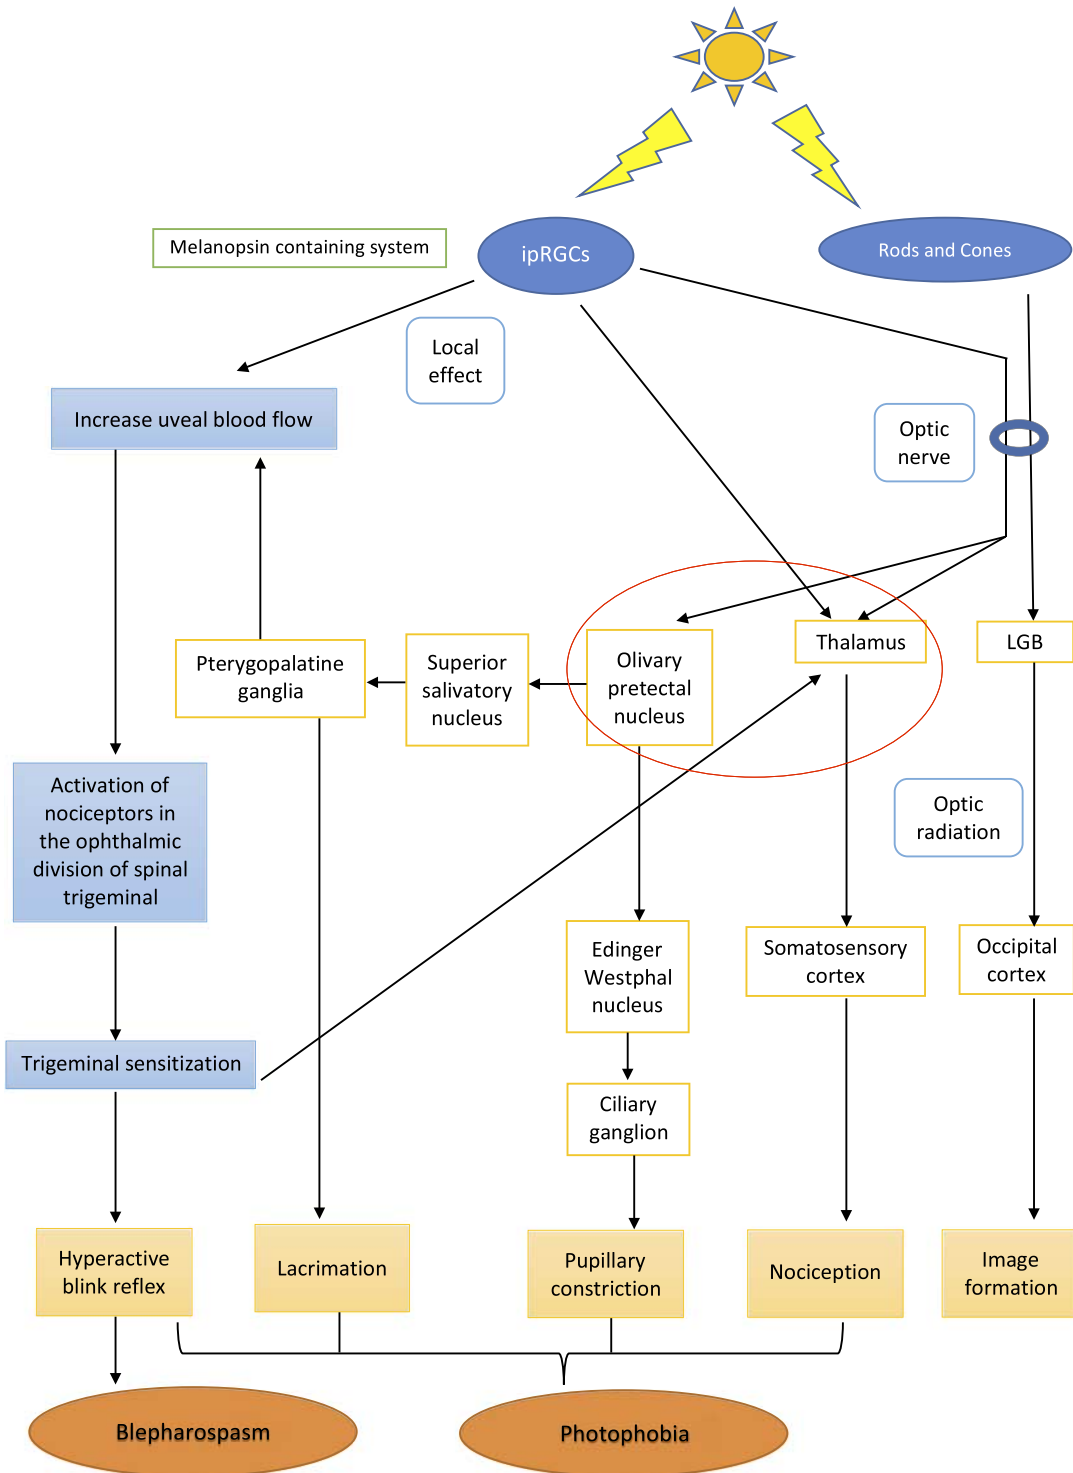 Melanopsin containing system
ipRGCs
Rods and Cones
Local
effect
Increase uveal blood flow
Optic
nerve
Pterygopalatine
ganglia
Superior
salivatory
nucleus
Olivary
pretectal
nucleus
Thalamus
LGB
Activation of
nociceptors in
the ophthalmic
division of spinal
trigeminal
Optic
radiation
Edinger
Westphal
nucleus
Somatosensory
cortex
Occipital
cortex
Trigeminal sensitization
Ciliary
ganglion
Hyperactive
blink reflex
Lacrimation
Pupillary
constriction
Nociception
Image
formation
Blepharospasm
Photophobia